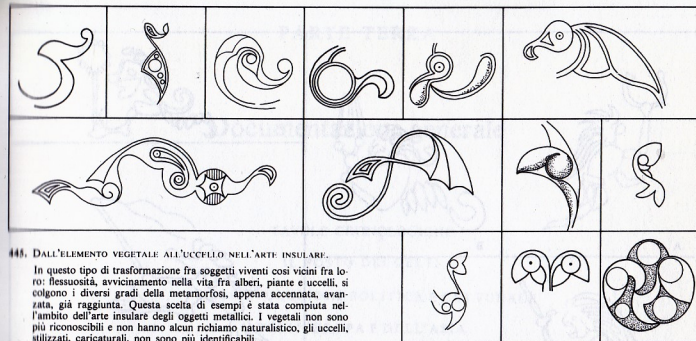 445. DALL'ELEMENTO VEGETALE ALL'UCCELLO NELL'ARTE INSULARE.
In questo tipo di trasformazione fra soggetti viventi così vicini fra lo-
ro: flessuosità, avvicinamento nella vita fra alberi, piante e uccelli, si
colgono i diversi gradi della metamorfosi, appena accennata, avan-
zata, già raggiunta. Questa scelta di esempi è stata compiuta nel-
l'ambito dell'arte insulare degli oggetti metallici. I vegetali non sono
più riconoscibili e non hanno alcun richiamo naturalistico, gli uccelli,
stilizzati, caricaturali, non sono più identificabili.